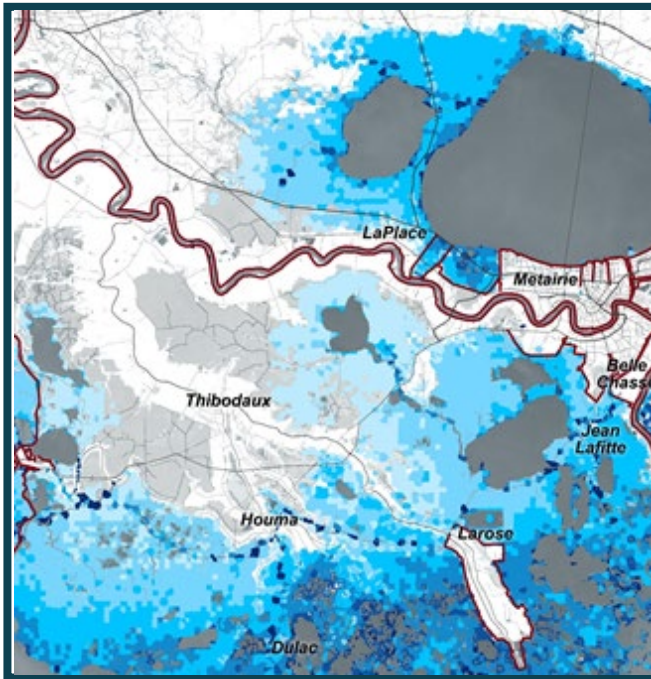 LaPlace
Metairie
Belle
Chasse
Thibodaux
Jean
Lafitte
Houma
Larose
Dulac